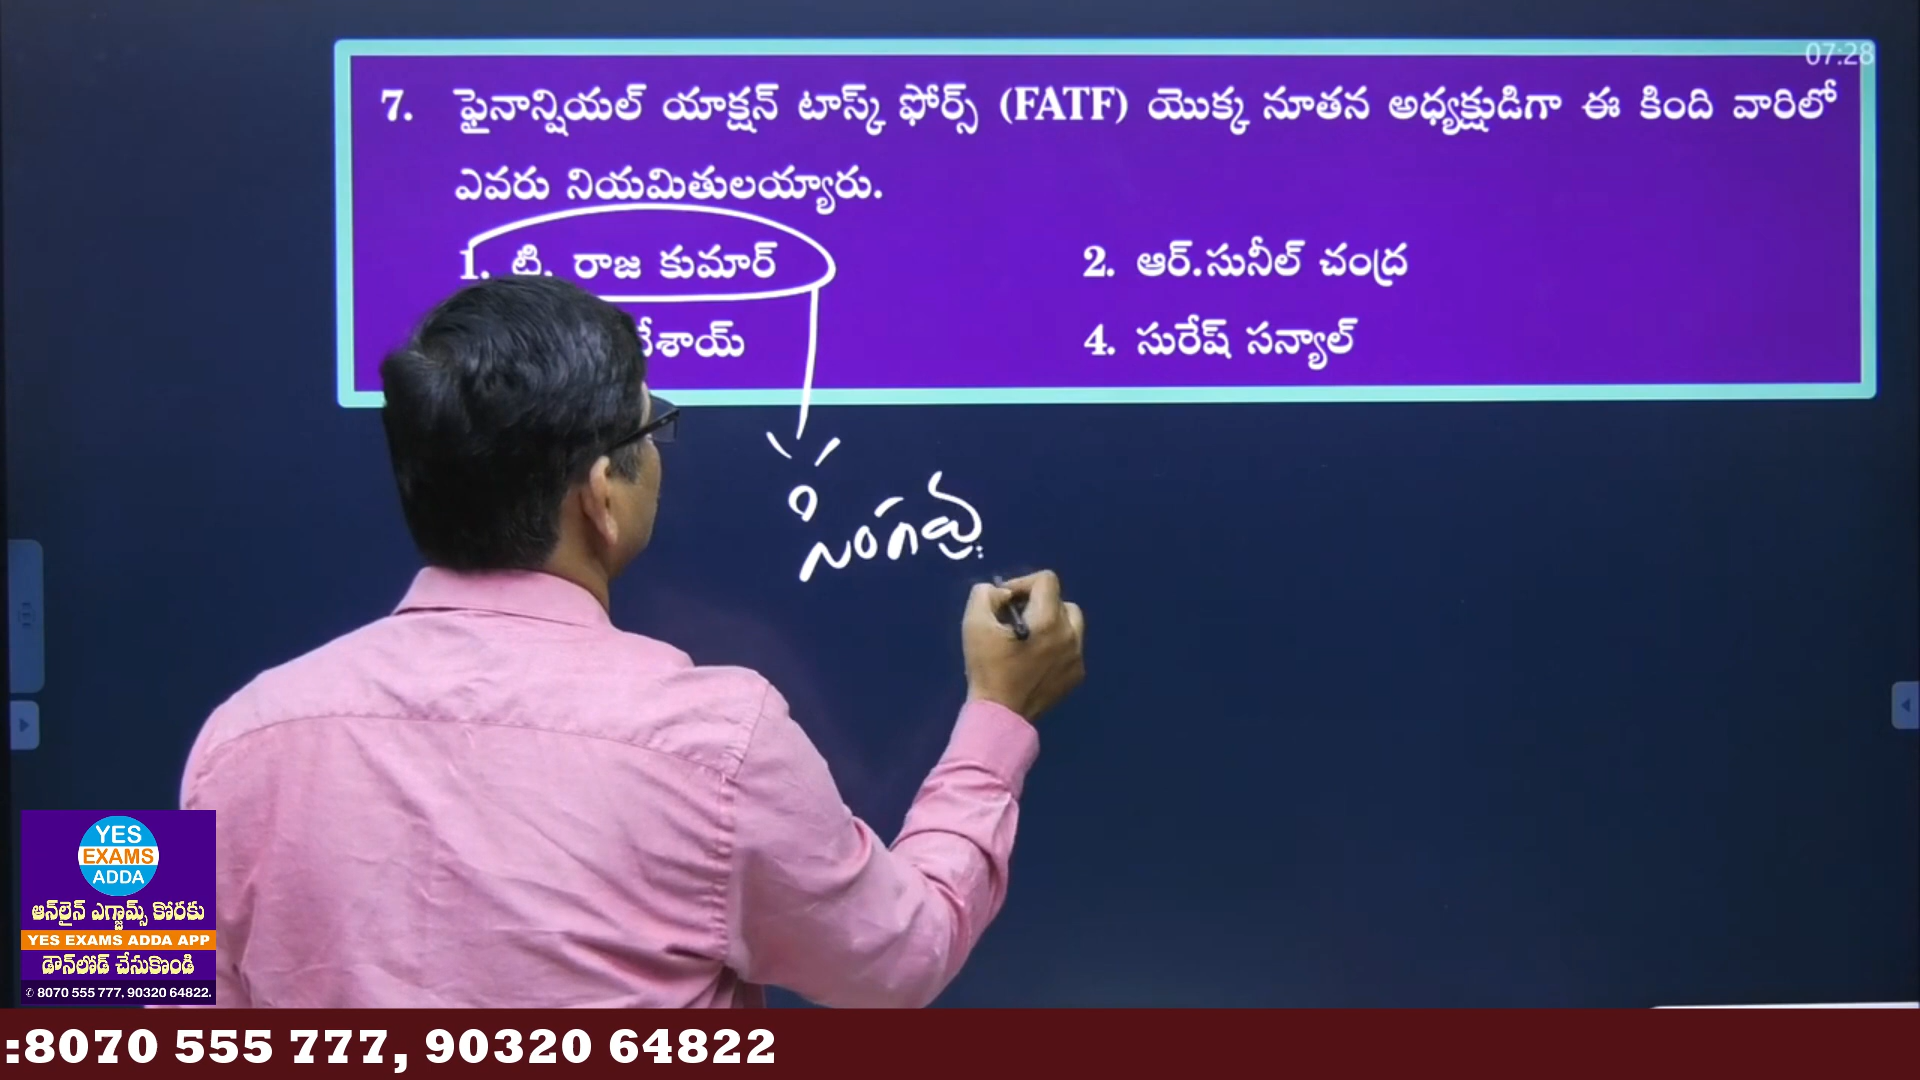 07:28
7. ఫైనాన్షియల్ యాక్షన్ టాస్క్ ఫోర్స్ (FATF) యొక్క నూతన అధ్యక్షుడిగా ఈ కింది వారిలో
ఎవరు నియమితులయ్యారు.
1. టి. రాజ కుమార్ 2. ఆర్.సునీల్ చంద్ర
4. సురేష్ సన్యాల్
సింగపు
YES
EXAMS
ADDA
ఆన్‌లైన్ ఎగ్జామ్స్ కొరకు
YES EXAMS ADDA APP
డౌన్‌లోడ్ చేసుకొండి
✆ 8070 555 777, 90320 64822.
:8070 555 777, 90320 64822